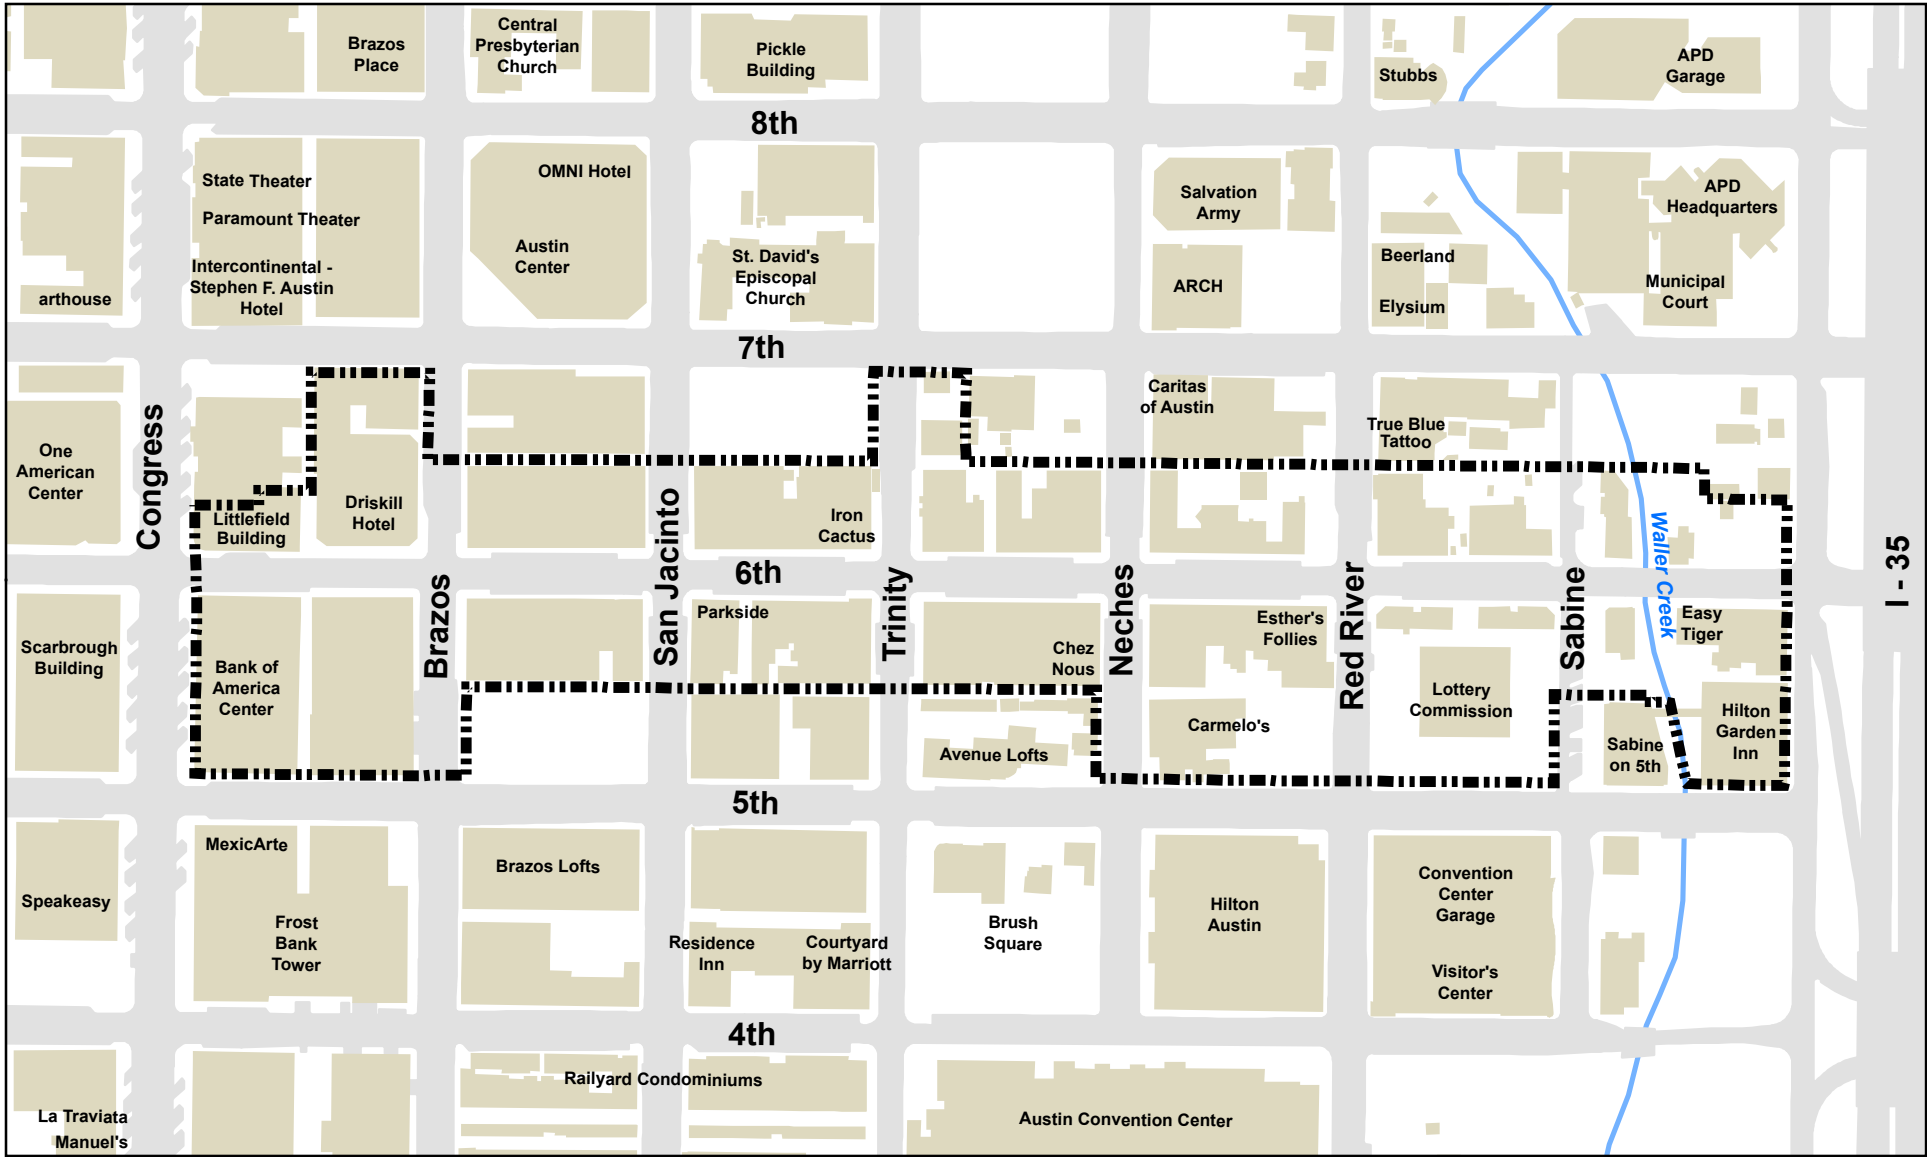 Brazos
Place
Central
Presbyterian
Church
Pickle
Building
Stubbs
APD
Garage
8th
State Theater
Paramount Theater
Intercontinental -
Stephen F. Austin
Hotel
arthouse
OMNI Hotel
Austin
Center
St. David's
Episcopal
Church
Salvation
Army
ARCH
Beerland
Elysium
APD
Headquarters
Municipal
Court
7th
One
American
Center
Congress
Littlefield
Building
Driskill
Hotel
Iron
Cactus
Caritas
of Austin
True Blue
Tattoo
Waller Creek
I - 35
6th
Scarbrough
Building
Bank of
America
Center
Brazos
San Jacinto
Parkside
Trinity
Chez
Nous
Neches
Esther's
Follies
Carmelo's
Red River
Lottery
Commission
Sabine
Easy
Tiger
Hilton
Garden
Inn
Sabine
on 5th
Avenue Lofts
5th
Speakeasy
MexicArte
Frost
Bank
Tower
Brazos Lofts
Residence
Inn
Courtyard
by Marriott
Brush
Square
Hilton
Austin
Convention
Center
Garage
Visitor's
Center
4th
La Traviata
Manuel's
Railyard Condominiums
Austin Convention Center